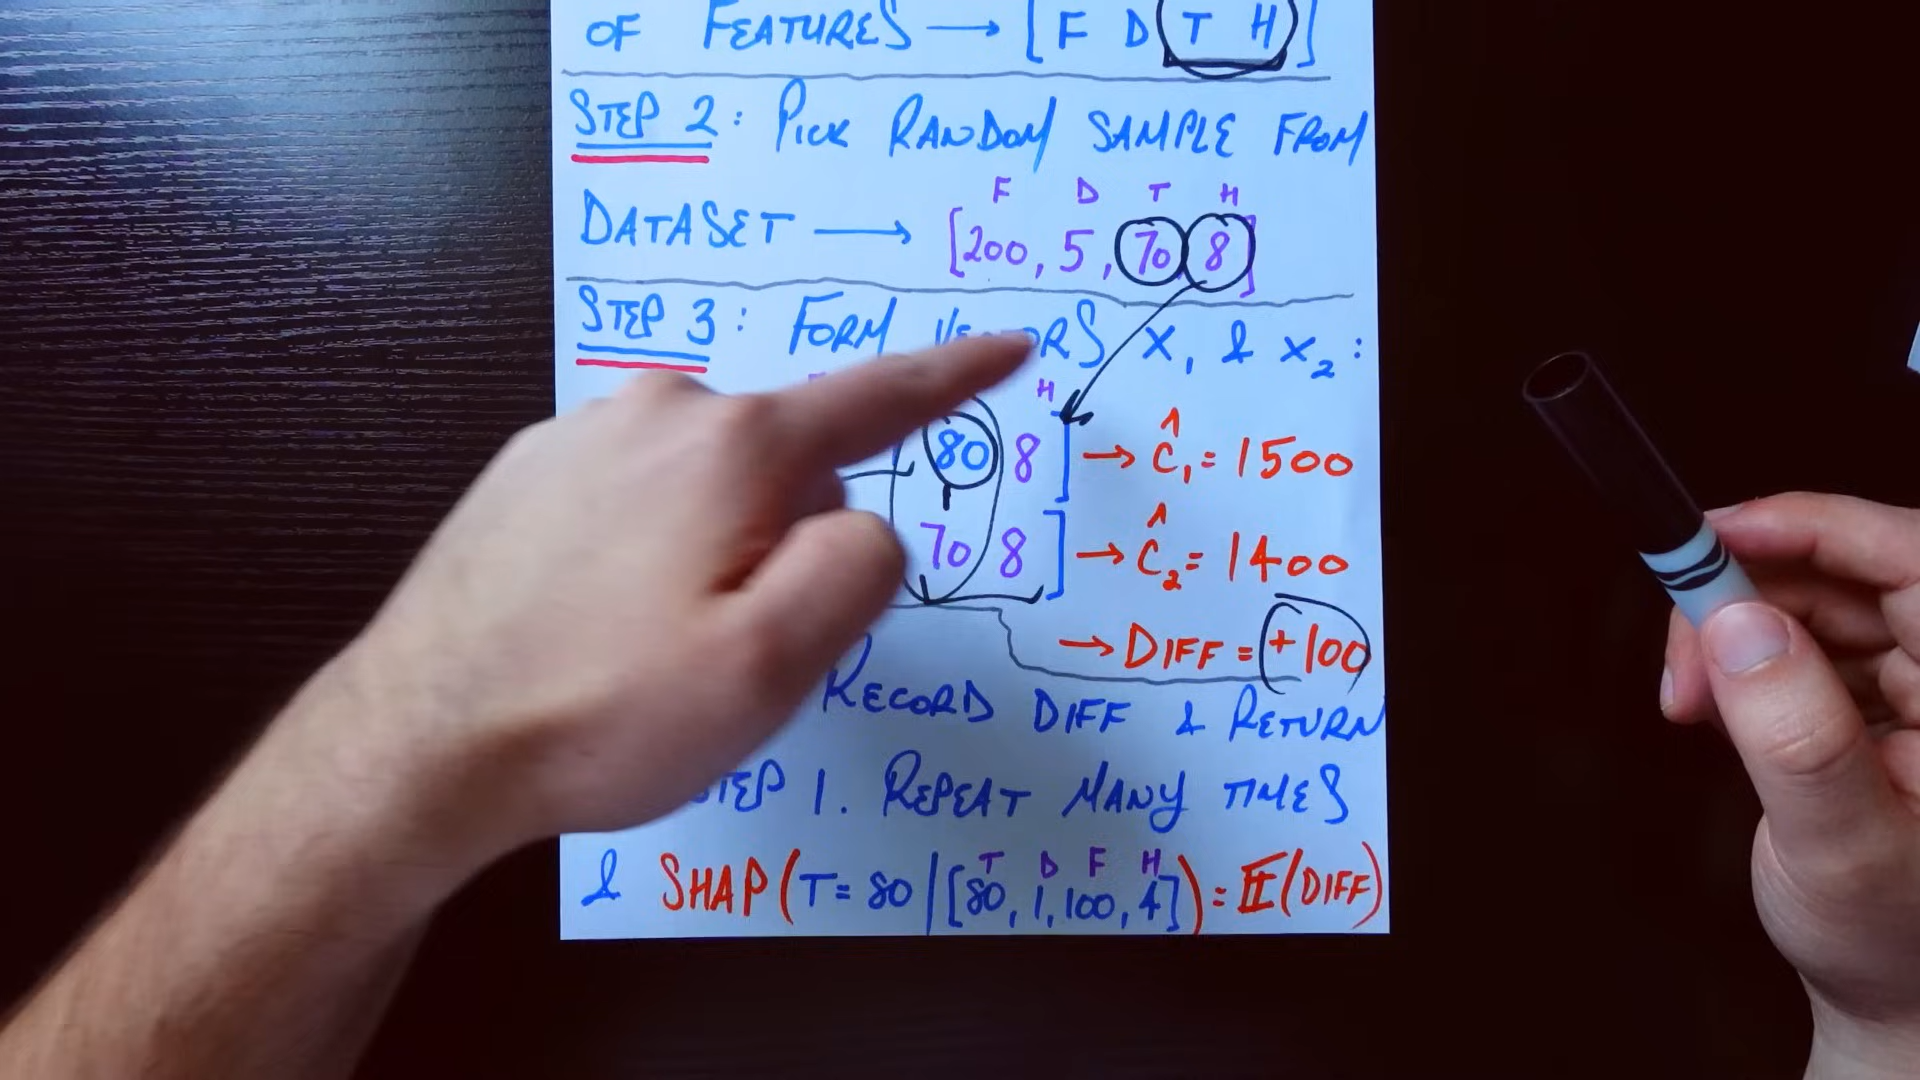 OF FEATURES → [ F D T H ]
STEP 2: PICK RANDOM SAMPLE FROM
F D T H
DATASET → [200, 5, 70, 8]
STEP 3: FORM VECTORS X₁ & X₂:
H
80 8 ] → Ĉ₁ = 1500
70 8 ] → Ĉ₂ = 1400
→ DIFF = +100
RECORD DIFF & RETURN
STEP 1. REPEAT MANY TIMES
T D F H
& SHAP(T=80 | [80, 1, 100, 4]) = E(DIFF)